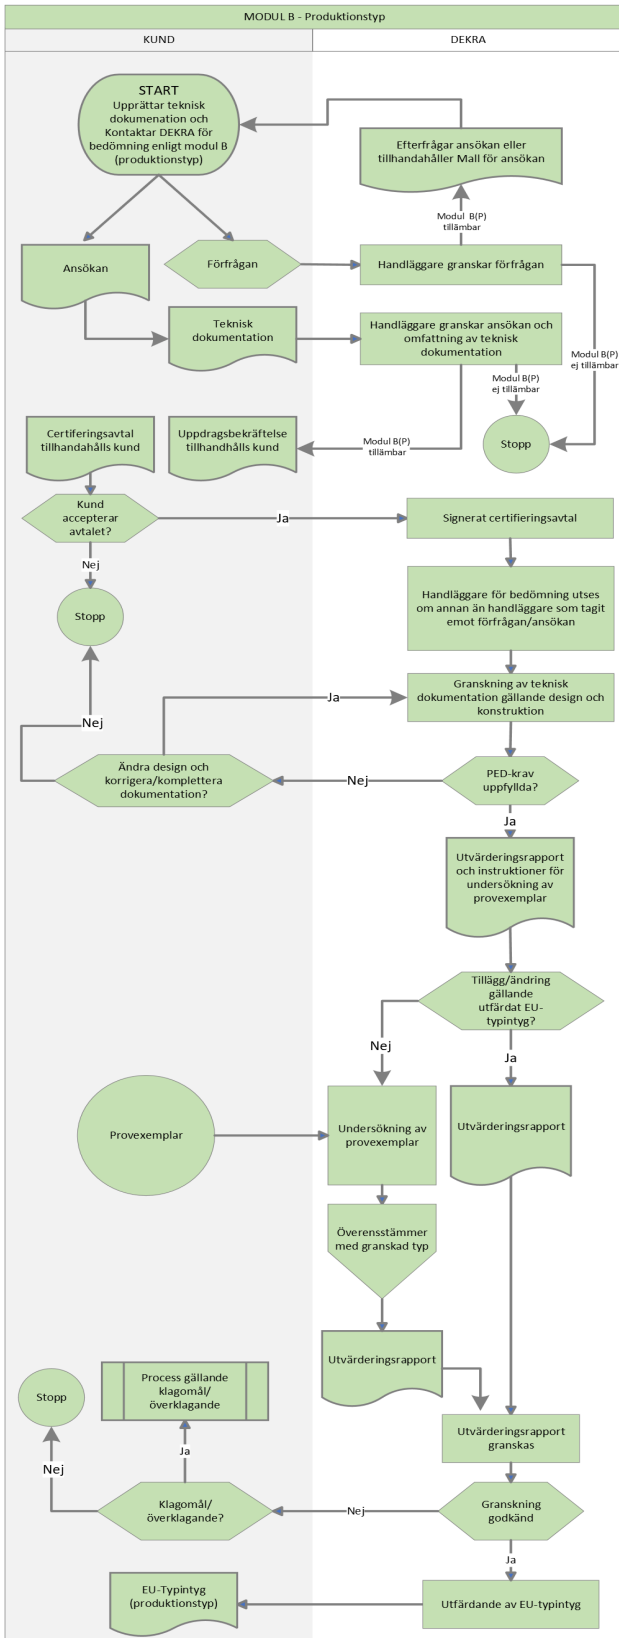 MODUL B - Produktionstyp
KUND
DEKRA
START
Upprättar teknisk
dokumenation och
Kontaktar DEKRA för
bedömning enligt modul B
(produktionstyp)
Efterfrågar ansökan eller
tillhandahåller Mall för ansökan
Modul B(P)
tillämbar
Ansökan
Förfrågan
Handläggare granskar förfrågan
Teknisk
dokumentation
Handläggare granskar ansökan och
omfattning av teknisk
dokumentation
Modul B(P)
ej tillämbar
Modul B(P)
ej tillämbar
Certiferingsavtal
tillhandahålls kund
Uppdragsbekräftelse
tillhandhålls kund
Modul B(P)
tillämbar
Stopp
Kund
accepterar
avtalet?
Ja
Signerat certifieringsavtal
Nej
Stopp
Handläggare för bedömning utses
om annan än handläggare som tagit
emot förfrågan/ansökan
Nej
Ja
Granskning av teknisk
dokumentation gällande design och
konstruktion
Ändra design och
korrigera/komplettera
dokumentation?
Nej
PED-krav
uppfyllda?
Ja
Utvärderingsrapport
och instruktioner för
undersökning av
provexemplar
Tillägg/ändring
gällande
utfärdat EU-
typintyg?
Nej
Ja
Provexemplar
Undersökning av
provexemplar
Utvärderingsrapport
Överensstämmer
med granskad typ
Utvärderingsrapport
Stopp
Process gällande
klagomål/
överklagande
Utvärderingsrapport
granskas
Nej
Ja
Klagomål/
överklagande?
Nej
Granskning
godkänd
Ja
EU-Typintyg
(produktionstyp)
Utfärdande av EU-typintyg